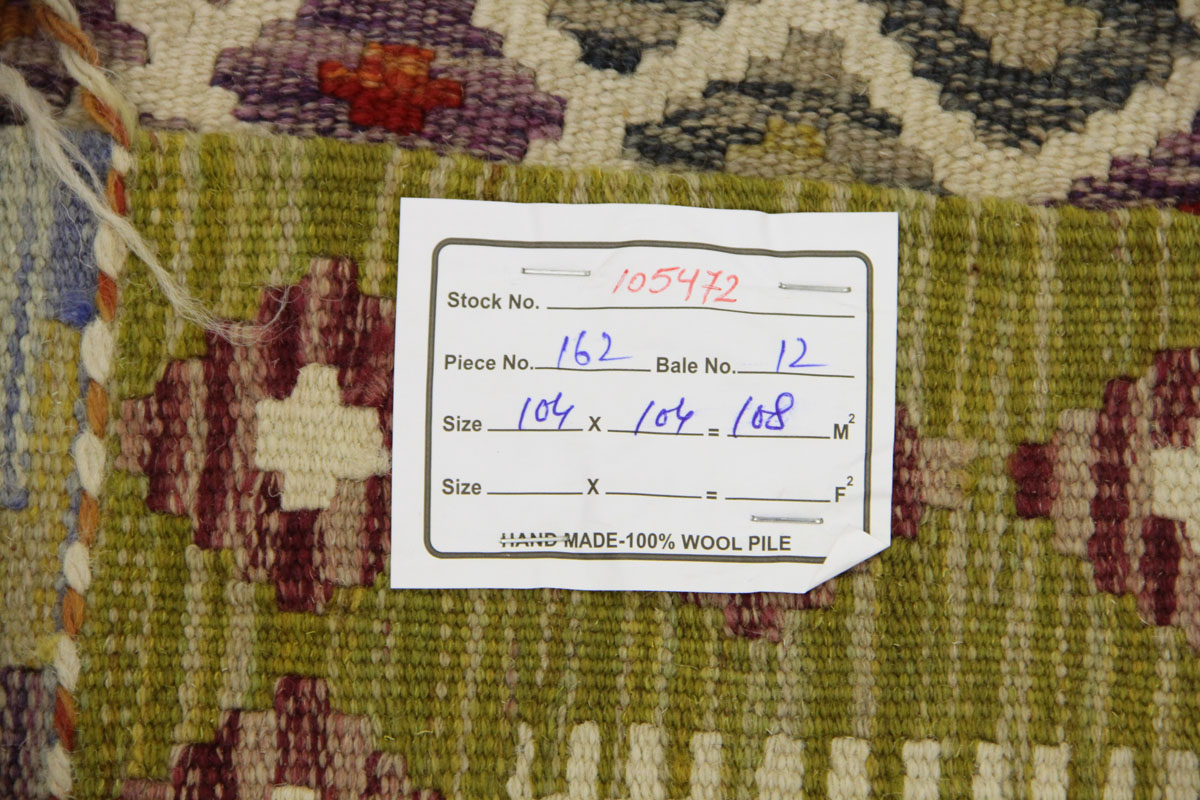 Stock No. 105472
Piece No. 162 Bale No. 12
Size 104 X 104 = 108 M²
Size X = F²
HAND MADE-100% WOOL PILE